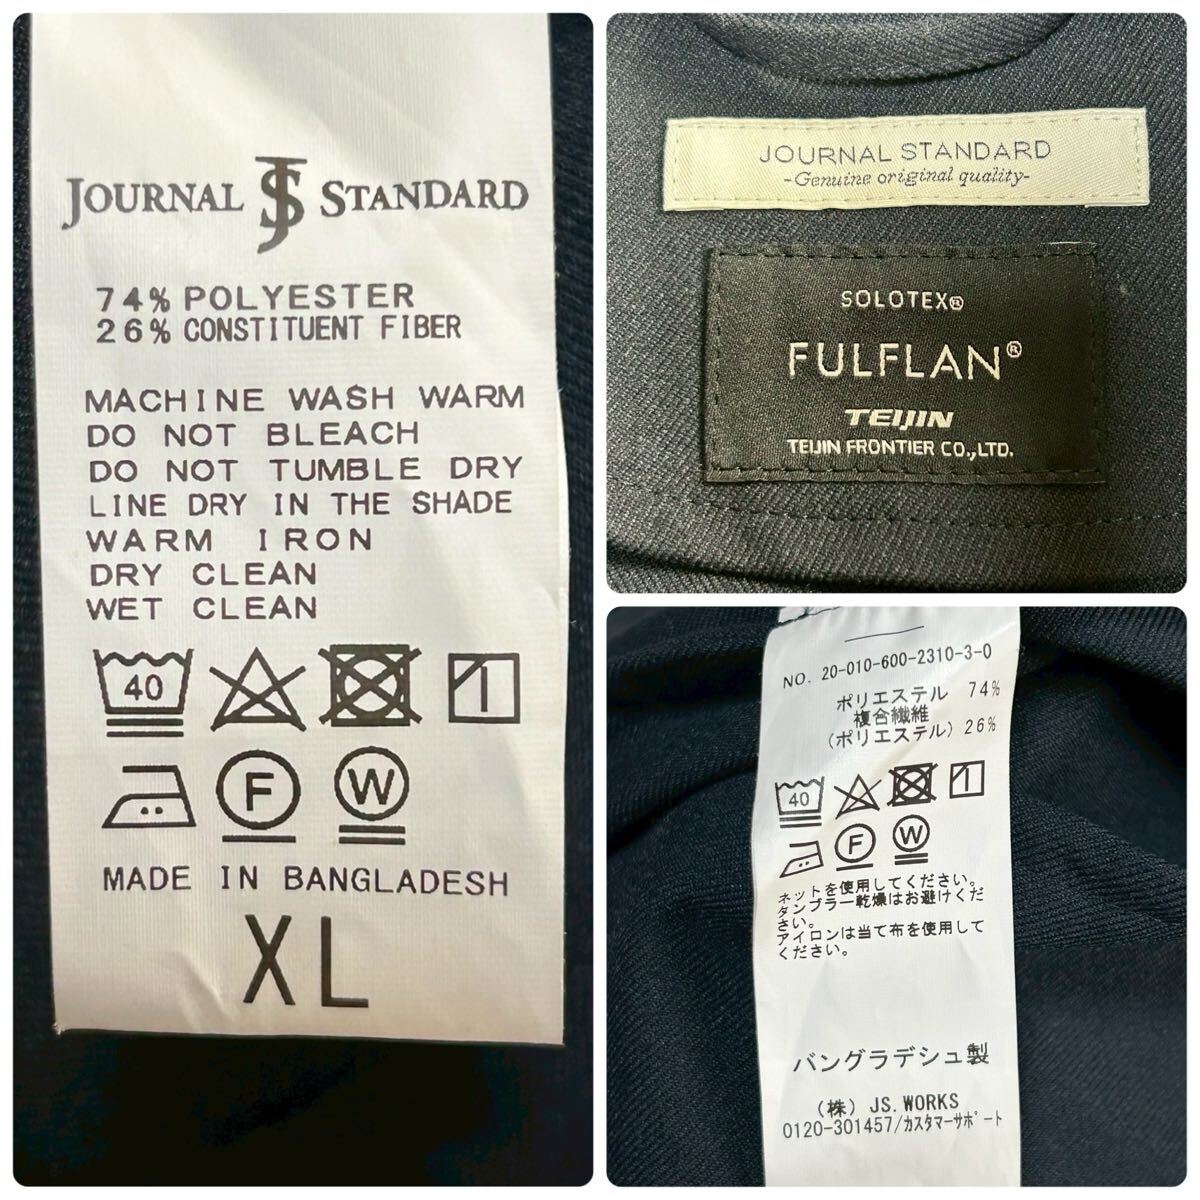 JOURNAL JS STANDARD
74% POLYESTER
26% CONSTITUENT FIBER
MACHINE WASH WARM
DO NOT BLEACH
DO NOT TUMBLE DRY
LINE DRY IN THE SHADE
WARM IRON
DRY CLEAN
WET CLEAN
40
F W
MADE IN BANGLADESH
XL
JOURNAL STANDARD
-Genuine original quality-
SOLOTEX®
FULFLAN®
TEIJIN
TEIJIN FRONTIER CO.,LTD.
NO. 20-010-600-2310-3-0
ポリエステル 74%
複合繊維
(ポリエステル) 26%
40
F W
ネットを使用してください。
タンブラー乾燥はお避けくだ
さい。
アイロンは当て布を使用して
ください。
バングラデシュ製
(株) JS.WORKS
0120-301457/カスタマーサポート